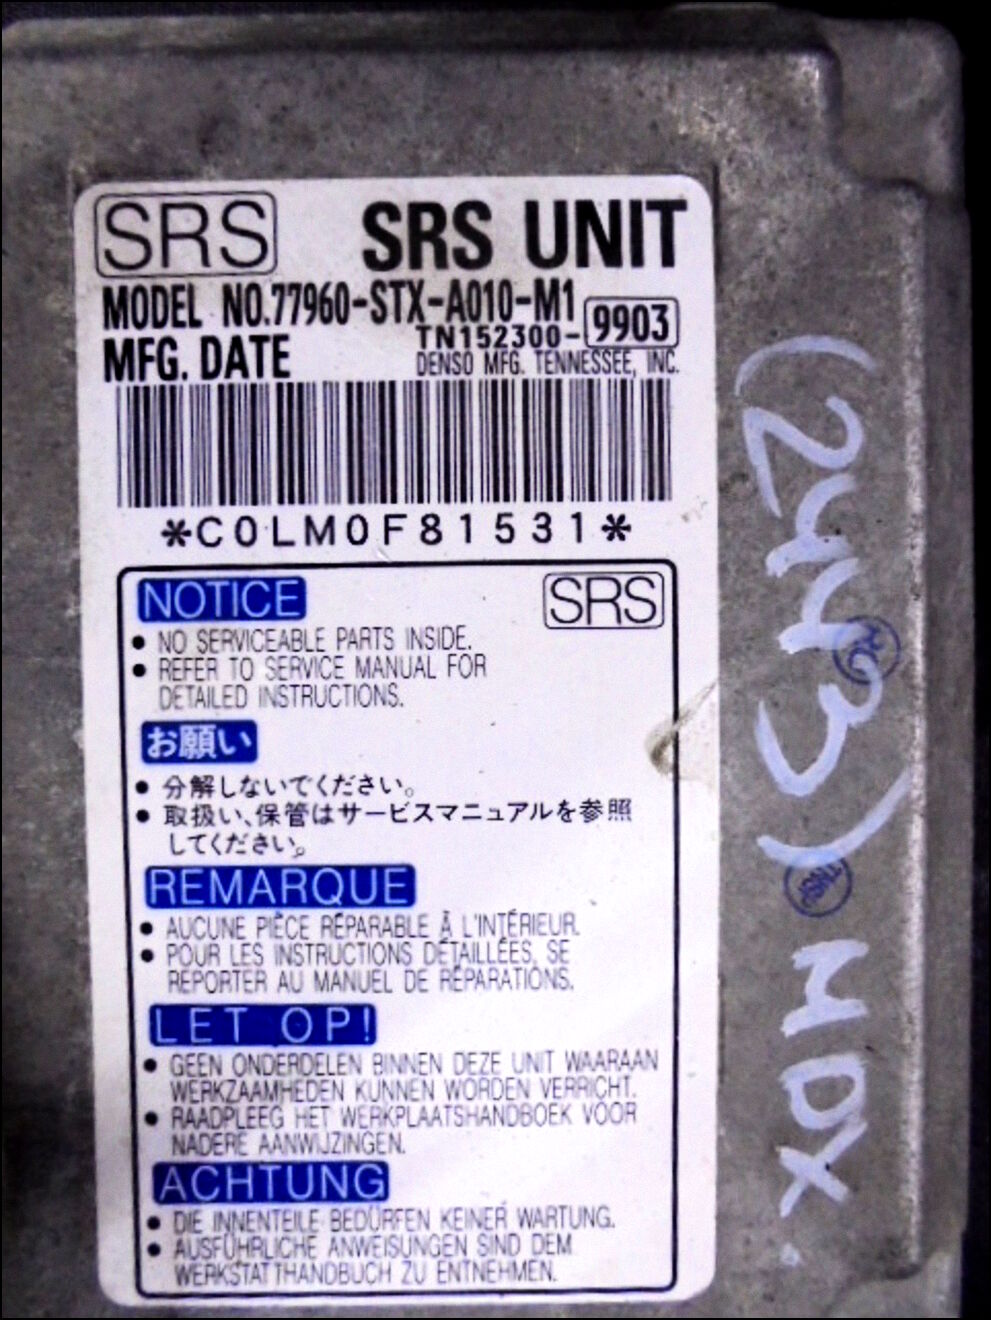 SRS SRS UNIT
MODEL NO.77960-STX-A010-M1
TN152300-9903
MFG. DATE DENSO MFG. TENNESSEE, INC.
*C0LM0F81531*
NOTICE SRS
● NO SERVICEABLE PARTS INSIDE.
● REFER TO SERVICE MANUAL FOR
DETAILED INSTRUCTIONS.
お願い
● 分解しないでください。
● 取扱い、保管はサービスマニュアルを参照
してください。
REMARQUE
● AUCUNE PIÈCE RÉPARABLE À L'INTÉRIEUR.
● POUR LES INSTRUCTIONS DÉTAILLÉES, SE
REPORTER AU MANUEL DE RÉPARATIONS.
LET OP!
● GEEN ONDERDELEN BINNEN DEZE UNIT WAARAAN
WERKZAAMHEDEN KUNNEN WORDEN VERRICHT.
● RAADPLEEG HET WERKPLAATSHANDBOEK VOOR
NADERE AANWIJZINGEN.
ACHTUNG
● DIE INNENTEILE BEDÜRFEN KEINER WARTUNG.
● AUSFÜHRLICHE ANWEISUNGEN SIND DEM
WERKSTATTHANDBUCH ZU ENTNEHMEN.
(2443) MDX